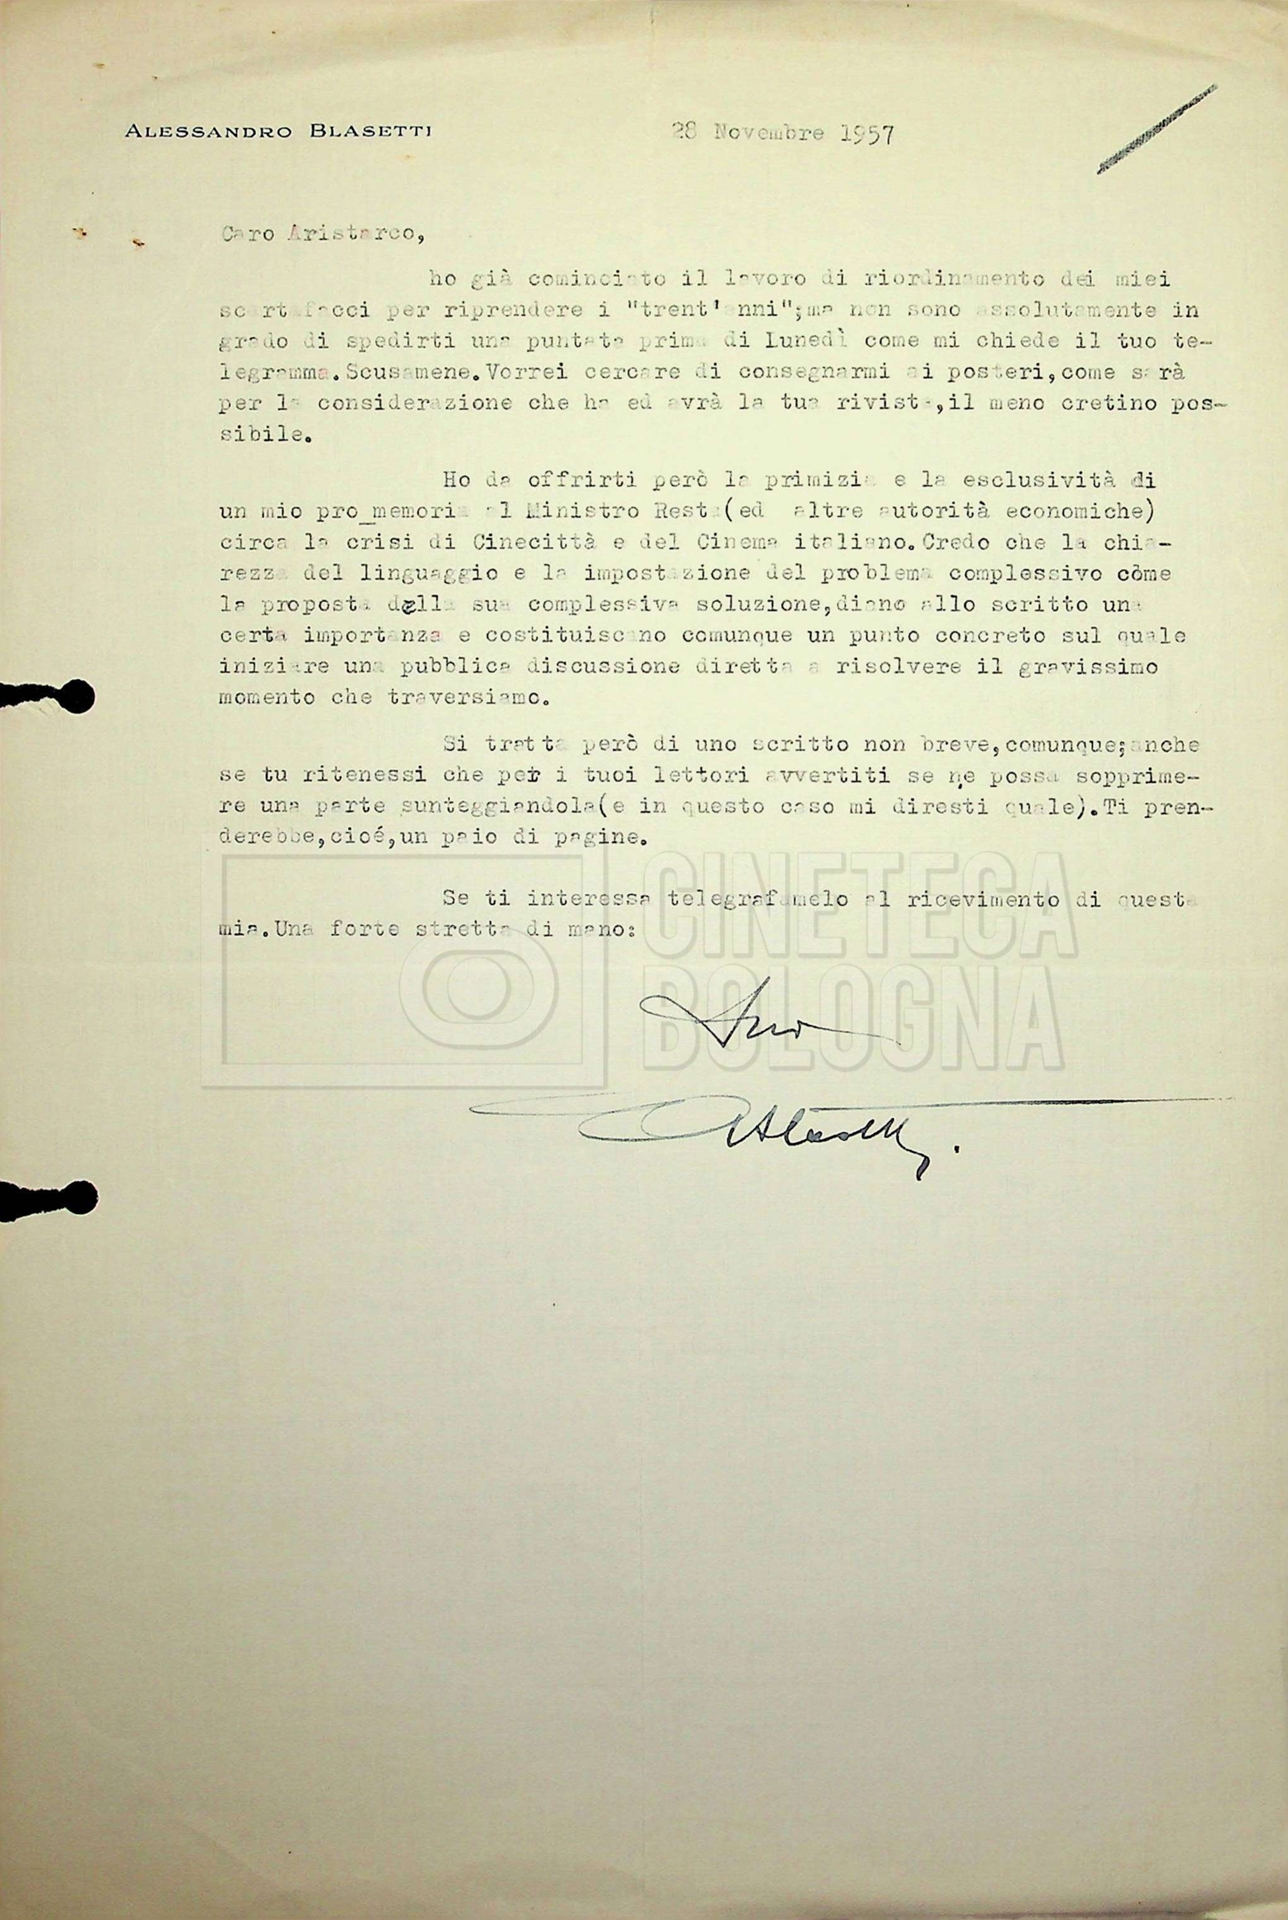 ALESSANDRO BLASETTI
28 Novembre 1957
Caro Aristarco,
ho già cominciato il lavoro di riordinamento dei miei
scartafacci per riprendere i "trent'anni";ma non sono assolutamente in
grado di spedirti una puntata prima di Lunedì come mi chiede il tuo te-
legramma.Scusamene.Vorrei cercare di consegnarmi ai posteri,come sarà
per la considerazione che ha ed avrà la tua rivista,il meno cretino pos-
sibile.
Ho da offrirti però la primizia e la esclusività di
un mio pro_memoria al Ministro Resta(ed altre autorità economiche)
circa la crisi di Cinecittà e del Cinema italiano.Credo che la chia-
rezza del linguaggio e la impostazione del problema complessivo còme
la proposta della sua complessiva soluzione,diano allo scritto una
certa importanza e costituiscano comunque un punto concreto sul quale
iniziare una pubblica discussione diretta a risolvere il gravissimo
momento che traversiamo.
Si tratta però di uno scritto non breve,comunque;anche
se tu ritenessi che per i tuoi lettori avvertiti se ne possa sopprime-
re una parte sunteggiandola(e in questo caso mi diresti quale).Ti pren-
derebbe,cioé,un paio di pagine.
Se ti interessa telegrafamelo al ricevimento di questa
mia.Una forte stretta di mano:
CINETECA
BOLOGNA
tuo
ABlasetti.